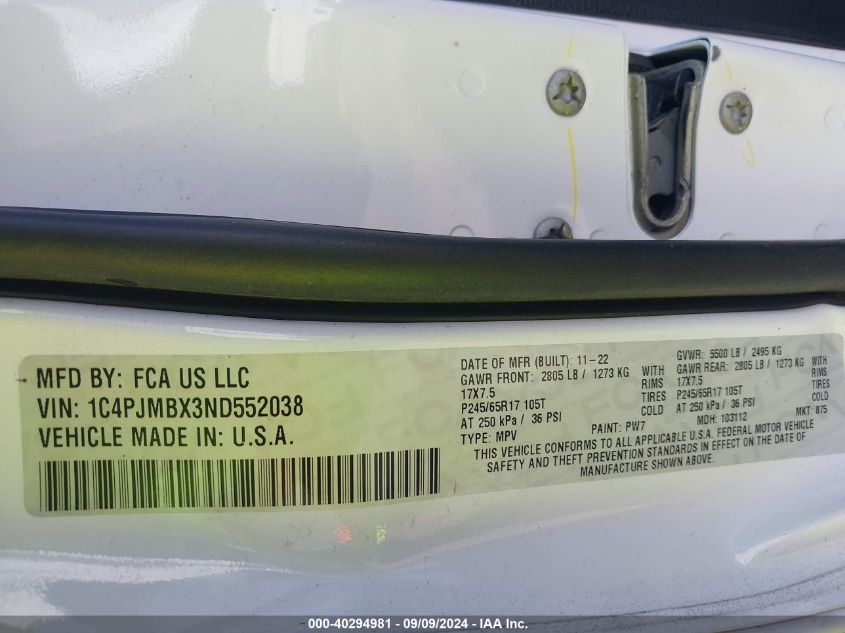 MFD BY: FCA US LLC
VIN: 1C4PJMBX3ND552038
VEHICLE MADE IN: U.S.A.
DATE OF MFR (BUILT): 11-22
GVWR: 5500 LB / 2495 KG
GAWR FRONT: 2805 LB / 1273 KG WITH
GAWR REAR: 2805 LB / 1273 KG WITH
17X7.5 RIMS
17X7.5 RIMS
P245/65R17 105T TIRES
P245/65R17 105T TIRES
AT 250 kPa / 36 PSI COLD
AT 250 kPa / 36 PSI COLD
TYPE: MPV PAINT: PW7 MDH: 103112 MKT: 875
THIS VEHICLE CONFORMS TO ALL APPLICABLE U.S.A. FEDERAL MOTOR VEHICLE
SAFETY AND THEFT PREVENTION STANDARDS IN EFFECT ON THE DATE OF
MANUFACTURE SHOWN ABOVE.
000-40294981 - 09/09/2024 - IAA Inc.